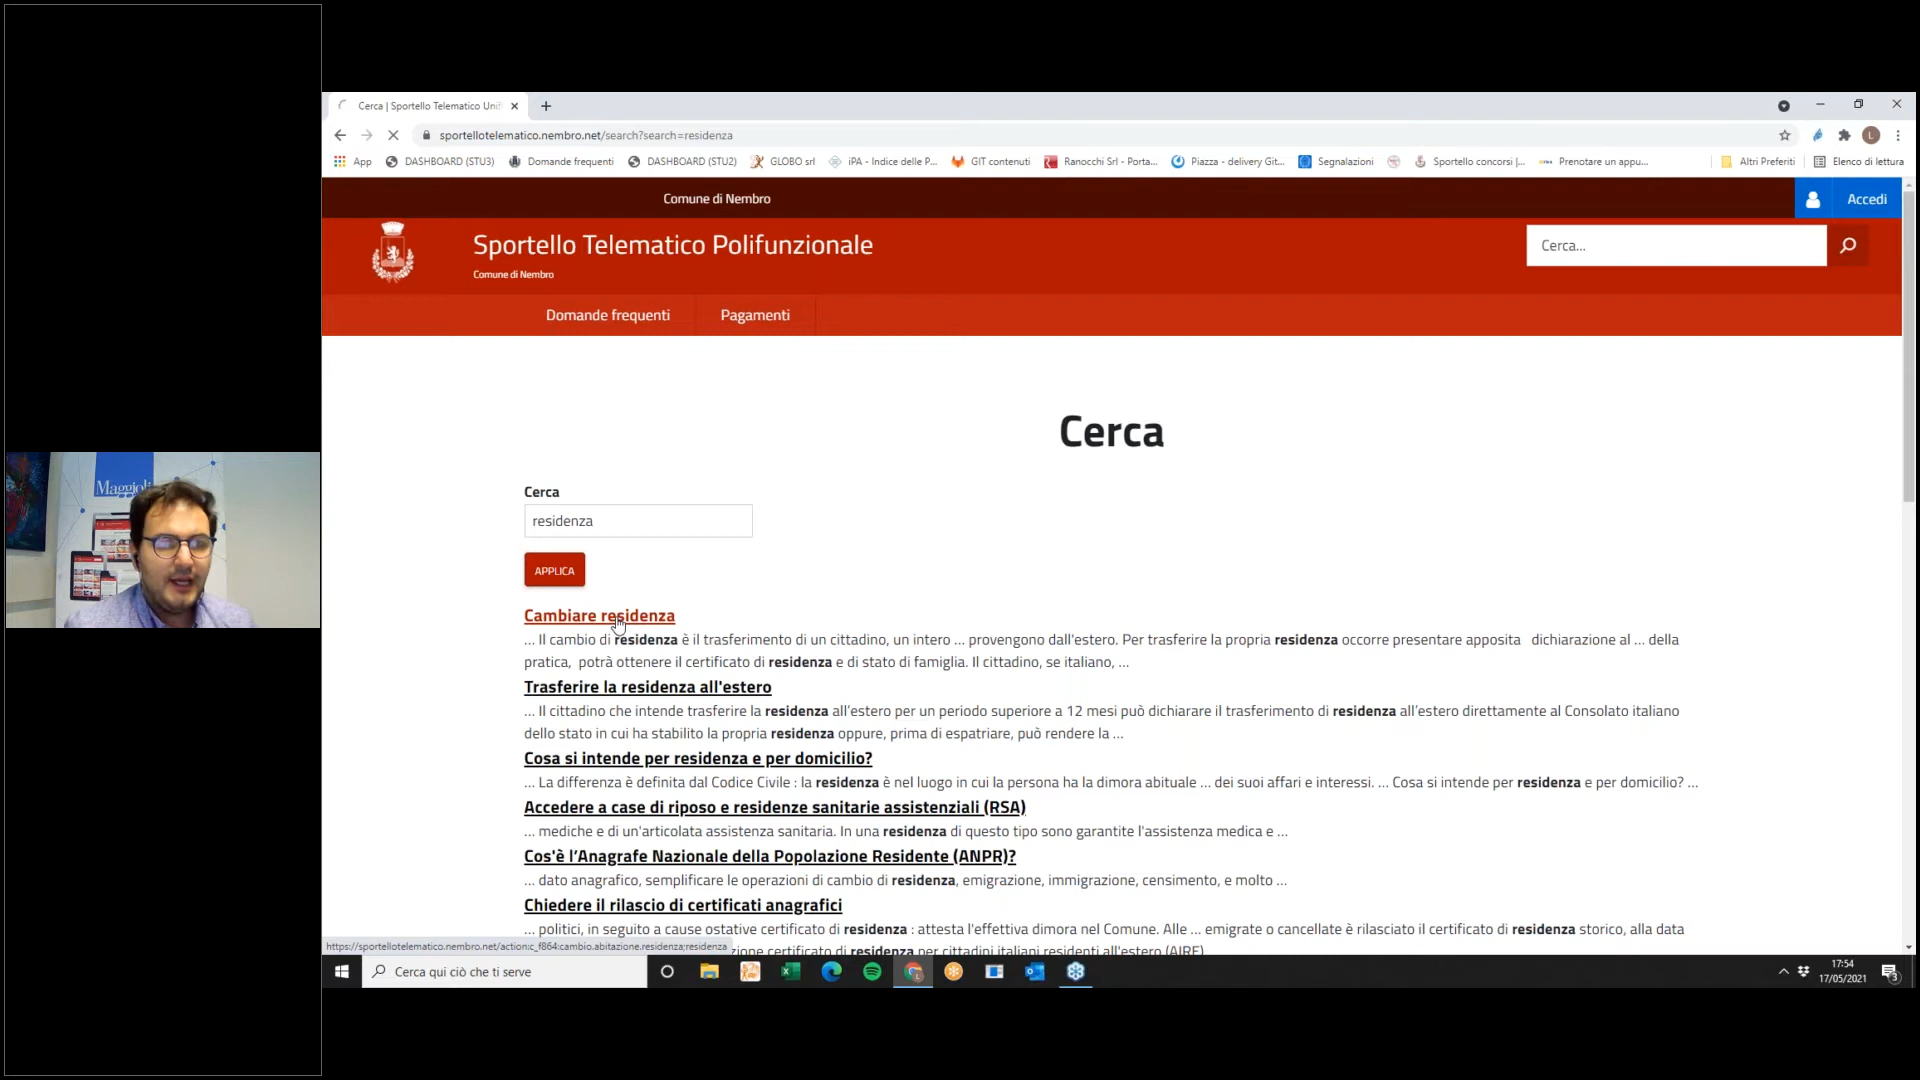 Cerca | Sportello Telematico Unif
sportellotelematico.nembro.net/search?search=residenza
App DASHBOARD (STU3) Domande frequenti DASHBOARD (STU2) GLOBO srl iPA - Indice delle P... GIT contenuti Ranocchi Srl - Porta... Piazza - delivery Git... Segnalazioni Sportello concorsi |... Prenotare un appu... Altri Preferiti Elenco di lettura
Comune di Nembro
Accedi
Sportello Telematico Polifunzionale
Comune di Nembro
Cerca...
Domande frequenti Pagamenti
Cerca
Cerca
residenza
APPLICA
Cambiare residenza
... Il cambio di residenza è il trasferimento di un cittadino, un intero ... provengono dall'estero. Per trasferire la propria residenza occorre presentare apposita dichiarazione al ... della
pratica, potrà ottenere il certificato di residenza e di stato di famiglia. Il cittadino, se italiano, ...
Trasferire la residenza all'estero
... Il cittadino che intende trasferire la residenza all’estero per un periodo superiore a 12 mesi può dichiarare il trasferimento di residenza all’estero direttamente al Consolato italiano
dello stato in cui ha stabilito la propria residenza oppure, prima di espatriare, può rendere la ...
Cosa si intende per residenza e per domicilio?
... La differenza è definita dal Codice Civile : la residenza è nel luogo in cui la persona ha la dimora abituale ... dei suoi affari e interessi. ... Cosa si intende per residenza e per domicilio? ...
Accedere a case di riposo e residenze sanitarie assistenziali (RSA)
... mediche e di un'articolata assistenza sanitaria. In una residenza di questo tipo sono garantite l'assistenza medica e ...
Cos'è l’Anagrafe Nazionale della Popolazione Residente (ANPR)?
... dato anagrafico, semplificare le operazioni di cambio di residenza, emigrazione, immigrazione, censimento, e molto ...
Chiedere il rilascio di certificati anagrafici
... politici, in seguito a cause ostative certificato di residenza : attesta l'effettiva dimora nel Comune. Alle ... emigrate o cancellate è rilasciato il certificato di residenza storico, alla data
zione certificato di residenza per cittadini italiani residenti all'estero (AIRE)
https://sportellotelematico.nembro.net/action:c_f864:cambio.abitazione.residenza;residenza
Cerca qui ciò che ti serve
17:54
17/05/2021
3
Maggioli